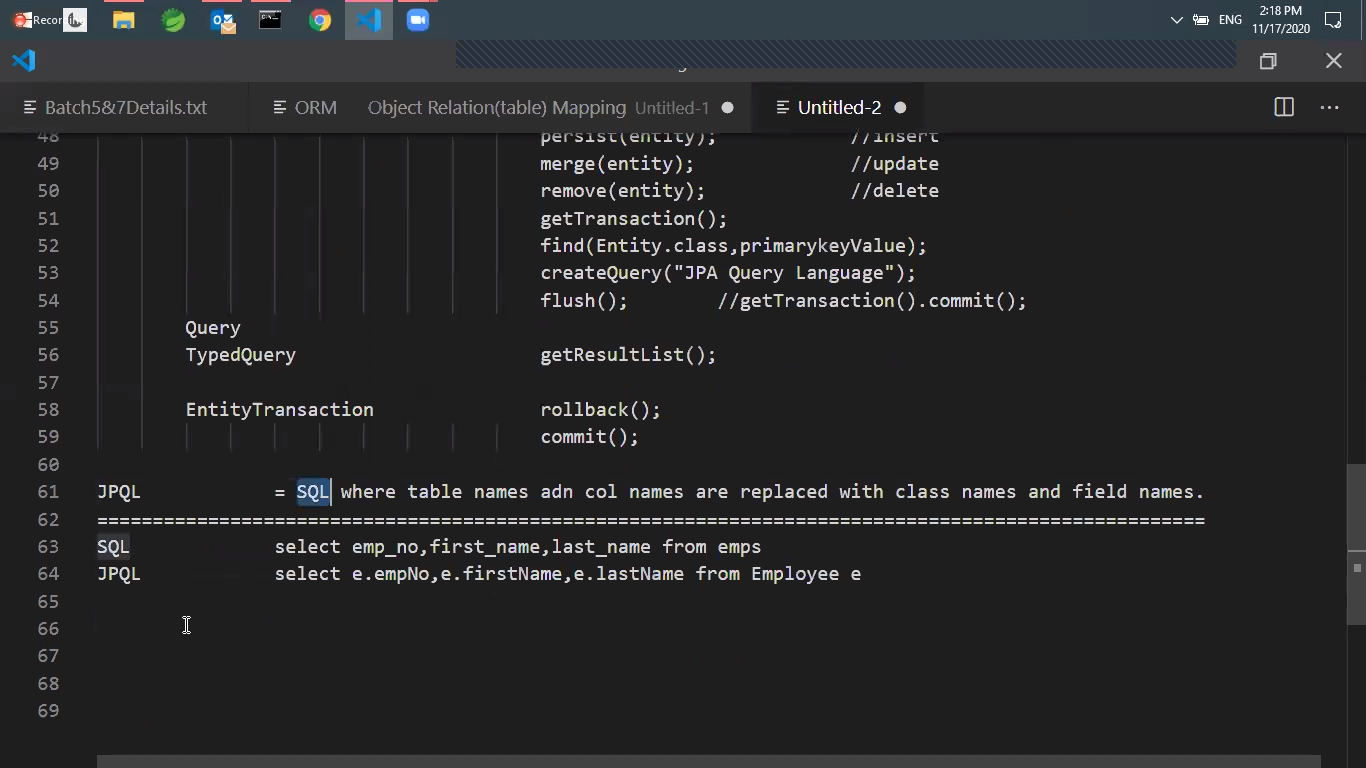 Recor
ENG
2:18 PM
11/17/2020
Batch5&7Details.txt
ORM Object Relation(table) Mapping Untitled-1
Untitled-2
48 persist(entity); //insert
49 merge(entity); //update
50 remove(entity); //delete
51 getTransaction();
52 find(Entity.class,primarykeyValue);
53 createQuery("JPA Query Language");
54 flush(); //getTransaction().commit();
55 Query
56 TypedQuery getResultList();
57
58 EntityTransaction rollback();
59 commit();
60
61 JPQL = SQL where table names adn col names are replaced with class names and field names.
62 ====================================================================================================
63 SQL select emp_no,first_name,last_name from emps
64 JPQL select e.empNo,e.firstName,e.lastName from Employee e
65
66
67
68
69